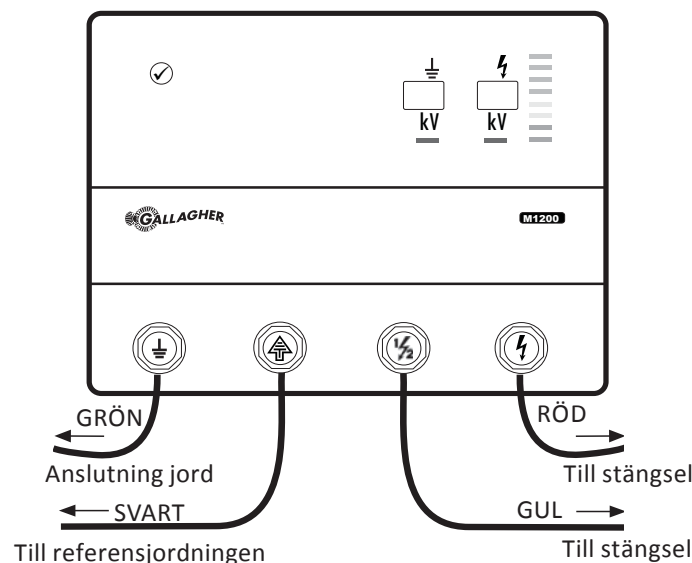 kV kV
GALLAGHER
M1200
1/2
GRÖN RÖD
Anslutning jord Till stängsel
SVART GUL
Till referensjordningen Till stängsel